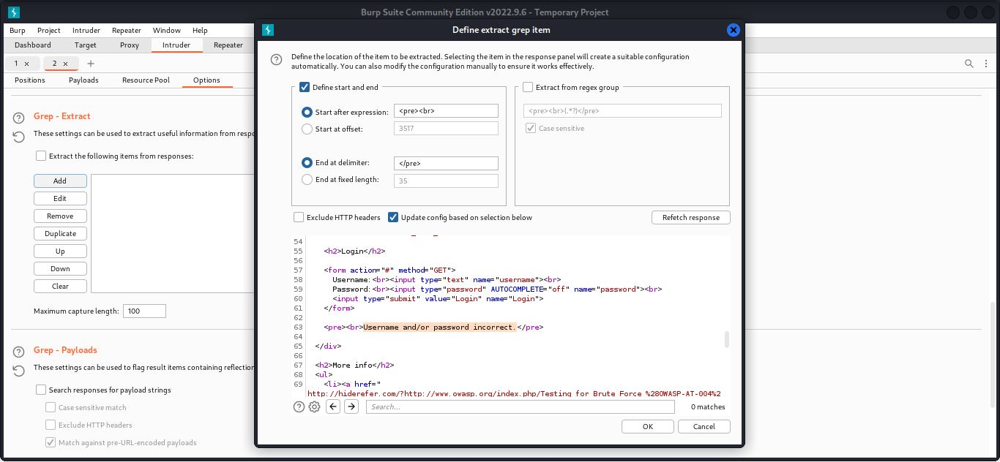 Burp Suite Community Edition v2022.9.6 - Temporary Project
Burp Project Intruder Repeater Window Help
Dashboard Target Proxy Intruder Repeater
1 × 2 × +
Positions Payloads Resource Pool Options
Grep - Extract
These settings can be used to extract useful information from respo
Extract the following items from responses:
Add
Edit
Remove
Duplicate
Up
Down
Clear
Maximum capture length: 100
Grep - Payloads
These settings can be used to flag result items containing reflection
Search responses for payload strings
Case sensitive match
Exclude HTTP headers
Match against pre-URL-encoded payloads
Define extract grep item
Define the location of the item to be extracted. Selecting the item in the response panel will create a suitable configuration
automatically. You can also modify the configuration manually to ensure it works effectively.
Define start and end
Start after expression: <pre><br>
Start at offset: 3517
End at delimiter: </pre>
End at fixed length: 35
Extract from regex group
<pre><br>(.*?)</pre>
Case sensitive
Exclude HTTP headers Update config based on selection below Refetch response
54
55 <h2>Login</h2>
56
57 <form action="#" method="GET">
58 Username:<br><input type="text" name="username"><br>
59 Password:<br><input type="password" AUTOCOMPLETE="off" name="password"><br>
60 <input type="submit" value="Login" name="Login">
61 </form>
62
63 <pre><br>Username and/or password incorrect.</pre>
64
65 </div>
66
67 <h2>More info</h2>
68 <ul>
69 <li><a href="
http://hiderefer.com/?http://www.owasp.org/index.php/Testing_for_Brute_Force_%28OWASP-AT-004%2
Search... 0 matches
OK Cancel